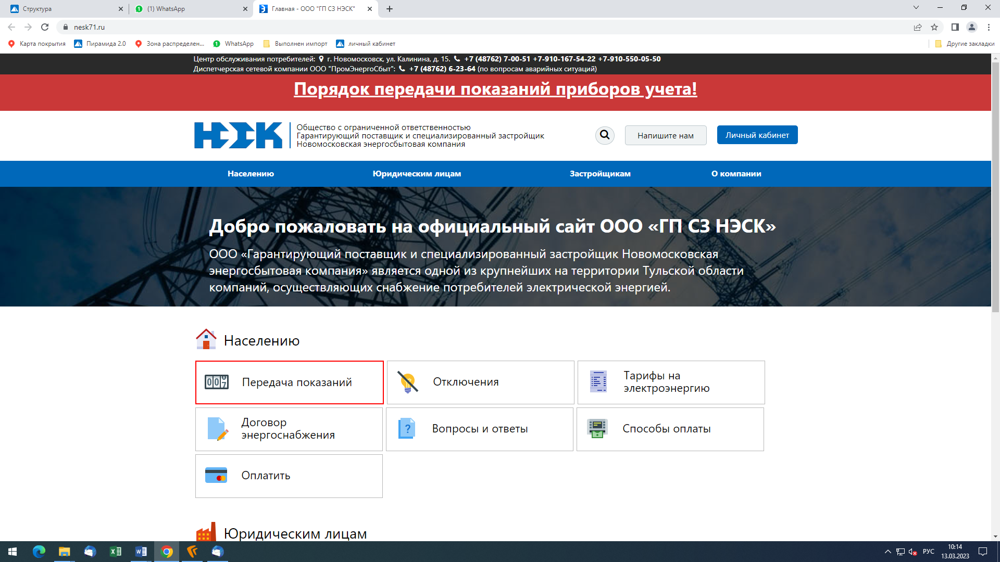 Структура
(1) WhatsApp
Главная - ООО "ГП СЗ НЭСК"
nesk71.ru
Карта покрытия
Пирамида 2.0
Зона распределен...
WhatsApp
Выполнен импорт
личный кабинет
Другие закладки
Центр обслуживания потребителей: г. Новомосковск, ул. Калинина, д. 15. +7 (48762) 7-00-51 +7-910-167-54-22 +7-910-550-05-50
Диспетчерская сетевой компании ООО "ПромЭнергоСбыт": +7 (48762) 6-23-64 (по вопросам аварийных ситуаций)
Порядок передачи показаний приборов учета!
НЭСК
Общество с ограниченной ответственностью
Гарантирующий поставщик и специализированный застройщик
Новомосковская энергосбытовая компания
Напишите нам
Личный кабинет
Населению
Юридическим лицам
Застройщикам
О компании
Добро пожаловать на официальный сайт ООО «ГП СЗ НЭСК»
ООО «Гарантирующий поставщик и специализированный застройщик Новомосковская
энергосбытовая компания» является одной из крупнейших на территории Тульской области
компаний, осуществляющих снабжение потребителей электрической энергией.
Населению
Передача показаний
Отключения
Тарифы на
электроэнергию
Договор
энергоснабжения
Вопросы и ответы
Способы оплаты
Оплатить
Юридическим лицам
РУС
10:14
13.03.2023